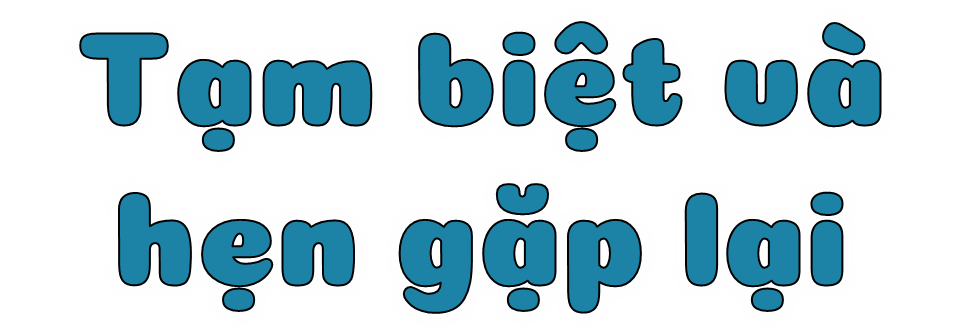 Tạm biệt và
hẹn gặp lại